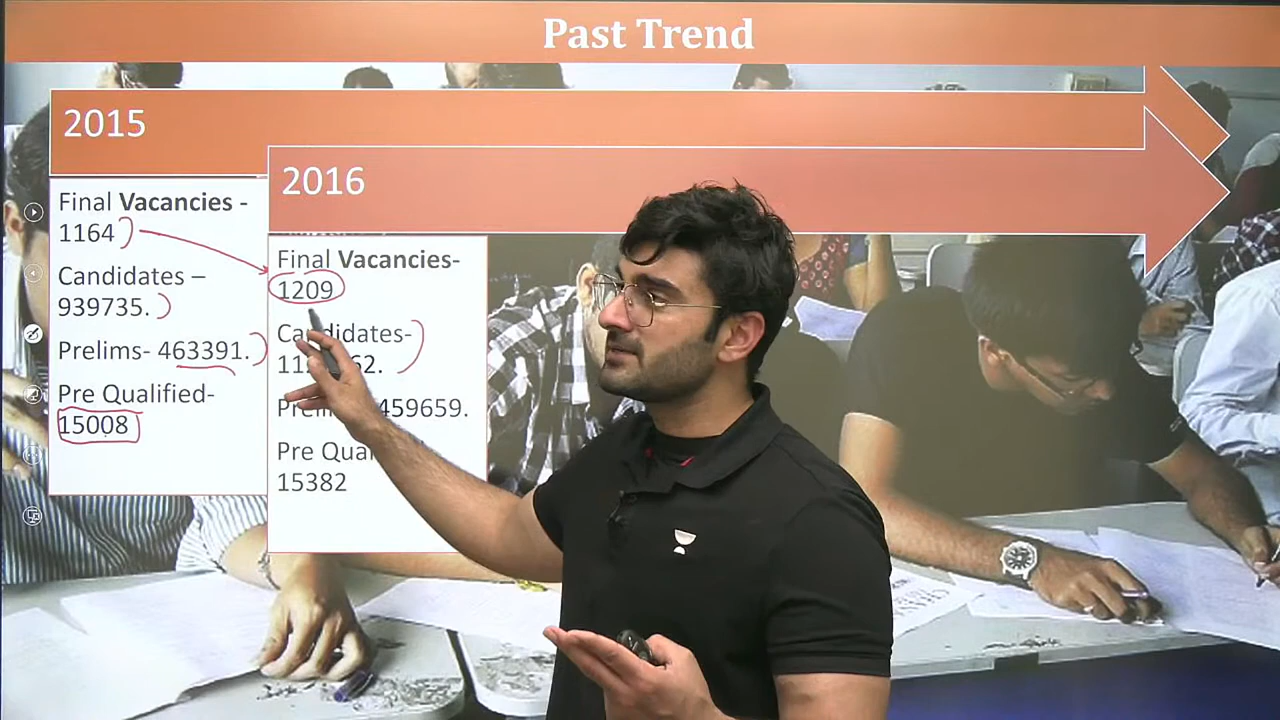 Past Trend
2015
Final Vacancies -
1164
Candidates –
939735.
Prelims- 463391.
Pre Qualified-
15008
2016
Final Vacancies-
1209
Candidates-
459659.
15382